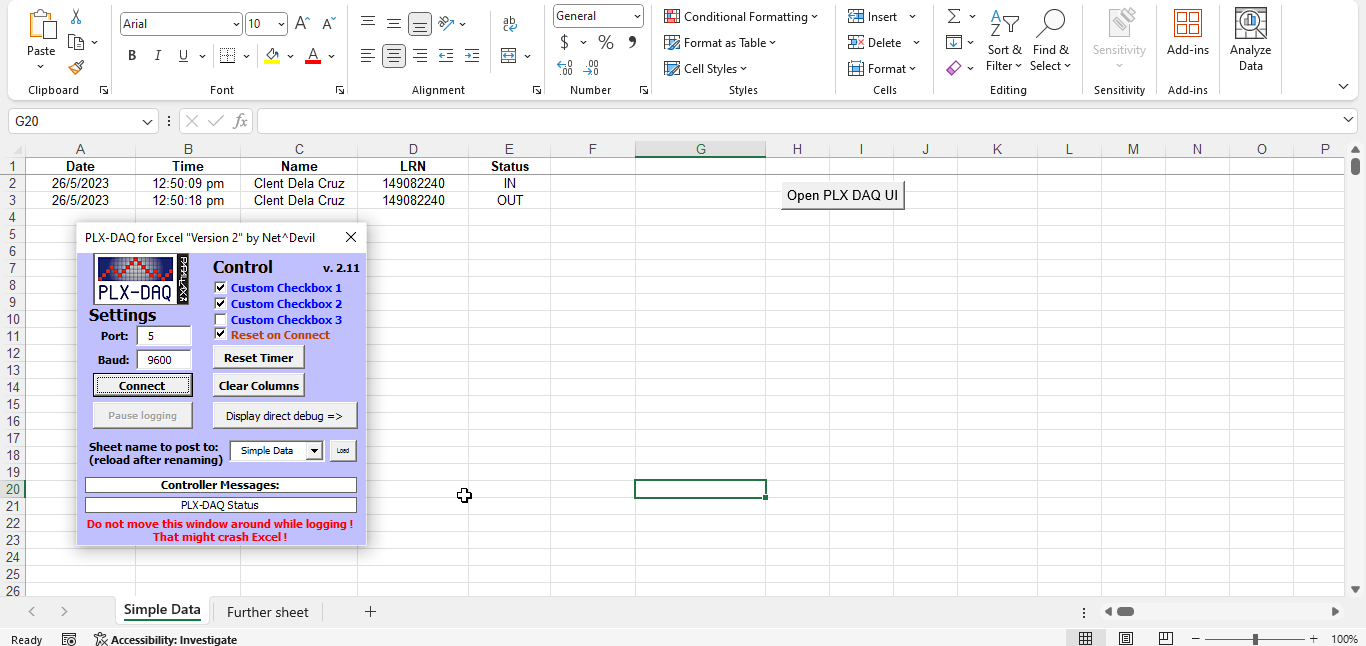 Paste
Clipboard
Arial
10
A A
B I U
A
Font
ab
Alignment
General
$ % 9
.00
.00
Number
Conditional Formatting
Format as Table
Cell Styles
Styles
Insert
Delete
Format
Cells
Σ
Sort & Filter
Find & Select
Editing
Sensitivity
Sensitivity
Add-ins
Add-ins
Analyze Data
G20
fx
A B C D E F G H I J K L M N O P
1 Date Time Name LRN Status
2 26/5/2023 12:50:09 pm Clent Dela Cruz 149082240 IN
3 26/5/2023 12:50:18 pm Clent Dela Cruz 149082240 OUT
Open PLX DAQ UI
4
5
6
7
8
9
10
11
12
13
14
15
16
17
18
19
20
21
22
23
24
25
26
PLX-DAQ for Excel "Version 2" by Net^Devil
PLX-DAQ
PARALLAX
Control v. 2.11
Custom Checkbox 1
Custom Checkbox 2
Custom Checkbox 3
Reset on Connect
Settings
Port: 5
Baud: 9600
Reset Timer
Connect
Clear Columns
Pause logging
Display direct debug =>
Sheet name to post to:
(reload after renaming)
Simple Data
Load
Controller Messages:
PLX-DAQ Status
Do not move this window around while logging !
That might crash Excel !
Simple Data
Further sheet
Ready
Accessibility: Investigate
100%